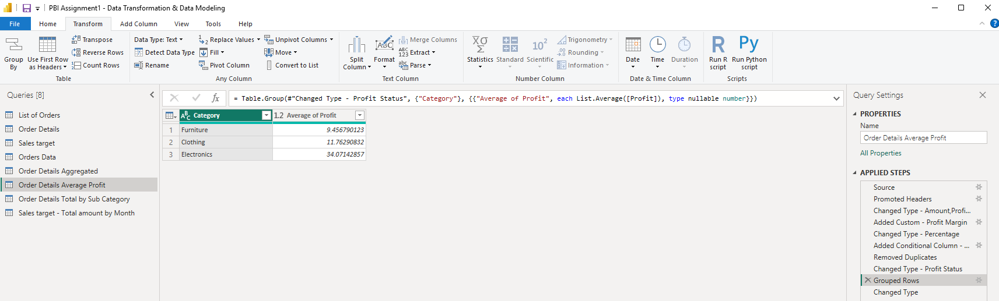 PBI Assignment1 - Data Transformation & Data Modeling
File Home Transform Add Column View Tools Help
Group By
Use First Row as Headers
Transpose
Reverse Rows
Count Rows
Table
Data Type: Text
Detect Data Type
Rename
Replace Values
Fill
Pivot Column
Unpivot Columns
Move
Convert to List
Any Column
Split Column
Format
Merge Columns
Extract
Parse
Text Column
Statistics
Standard
Scientific
Trigonometry
Rounding
Information
Number Column
Date
Time
Duration
Date & Time Column
Run R script
Run Python script
Scripts
Queries [8]
List of Orders
Order Details
Sales target
Orders Data
Order Details Aggregated
Order Details Average Profit
Order Details Total by Sub Category
Sales target - Total amount by Month
= Table.Group(#"Changed Type - Profit Status", {"Category"}, {{"Average of Profit", each List.Average([Profit]), type nullable number}})
Category 1.2 Average of Profit
1 Furniture 9.456790123
2 Clothing 11.76290832
3 Electronics 34.07142857
Query Settings
PROPERTIES
Name
Order Details Average Profit
All Properties
APPLIED STEPS
Source
Promoted Headers
Changed Type - Amount,Profi...
Added Custom - Profit Margin
Changed Type - Percentage
Added Conditional Column - ...
Removed Duplicates
Changed Type - Profit Status
Grouped Rows
Changed Type